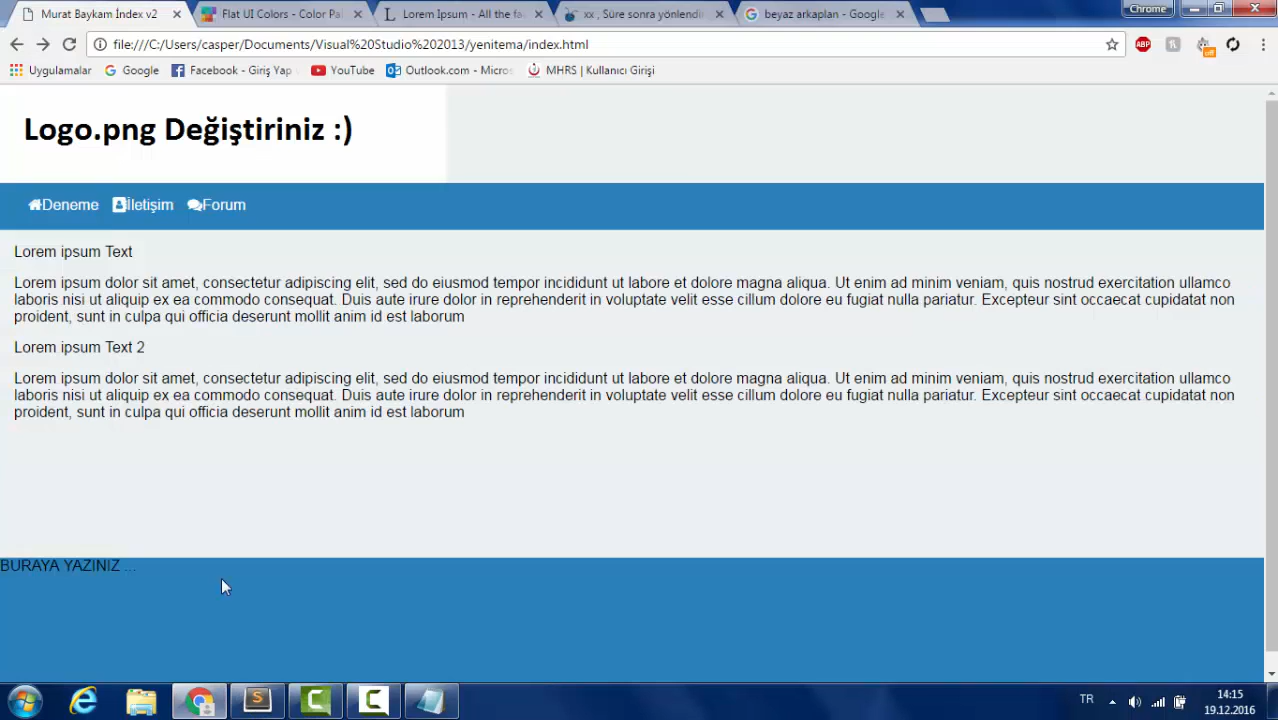 Murat Baykam İndex v2
Flat UI Colors - Color Pa
Lorem Ipsum - All the fa
xx , Süre sonra yönlendi
beyaz arkaplan - Google
Chrome
file:///C:/Users/casper/Documents/Visual%20Studio%202013/yenitema/index.html
ABP
off
Uygulamalar
Google
Facebook - Giriş Yap
YouTube
Outlook.com - Micros
MHRS | Kullanıcı Girişi
Logo.png Değiştiriniz :)
Deneme
İletişim
Forum
Lorem ipsum Text
Lorem ipsum dolor sit amet, consectetur adipiscing elit, sed do eiusmod tempor incididunt ut labore et dolore magna aliqua. Ut enim ad minim veniam, quis nostrud exercitation ullamco
laboris nisi ut aliquip ex ea commodo consequat. Duis aute irure dolor in reprehenderit in voluptate velit esse cillum dolore eu fugiat nulla pariatur. Excepteur sint occaecat cupidatat non
proident, sunt in culpa qui officia deserunt mollit anim id est laborum
Lorem ipsum Text 2
Lorem ipsum dolor sit amet, consectetur adipiscing elit, sed do eiusmod tempor incididunt ut labore et dolore magna aliqua. Ut enim ad minim veniam, quis nostrud exercitation ullamco
laboris nisi ut aliquip ex ea commodo consequat. Duis aute irure dolor in reprehenderit in voluptate velit esse cillum dolore eu fugiat nulla pariatur. Excepteur sint occaecat cupidatat non
proident, sunt in culpa qui officia deserunt mollit anim id est laborum
BURAYA YAZINIZ ...
TR
14:15
19.12.2016